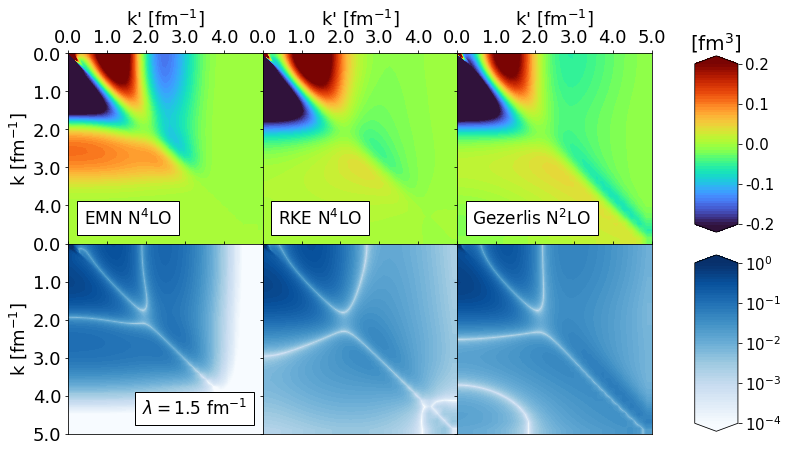 k' [fm⁻¹] k' [fm⁻¹] k' [fm⁻¹]
0.0 1.0 2.0 3.0 4.0 0.0 1.0 2.0 3.0 4.0 0.0 1.0 2.0 3.0 4.0 5.0
[fm³]
0.0
1.0
2.0
3.0
4.0
k [fm⁻¹]
EMN N⁴LO
RKE N⁴LO
Gezerlis N²LO
0.2
0.1
0.0
-0.1
-0.2
0.0
1.0
2.0
3.0
4.0
5.0
k [fm⁻¹]
λ = 1.5 fm⁻¹
10⁰
10⁻¹
10⁻²
10⁻³
10⁻⁴